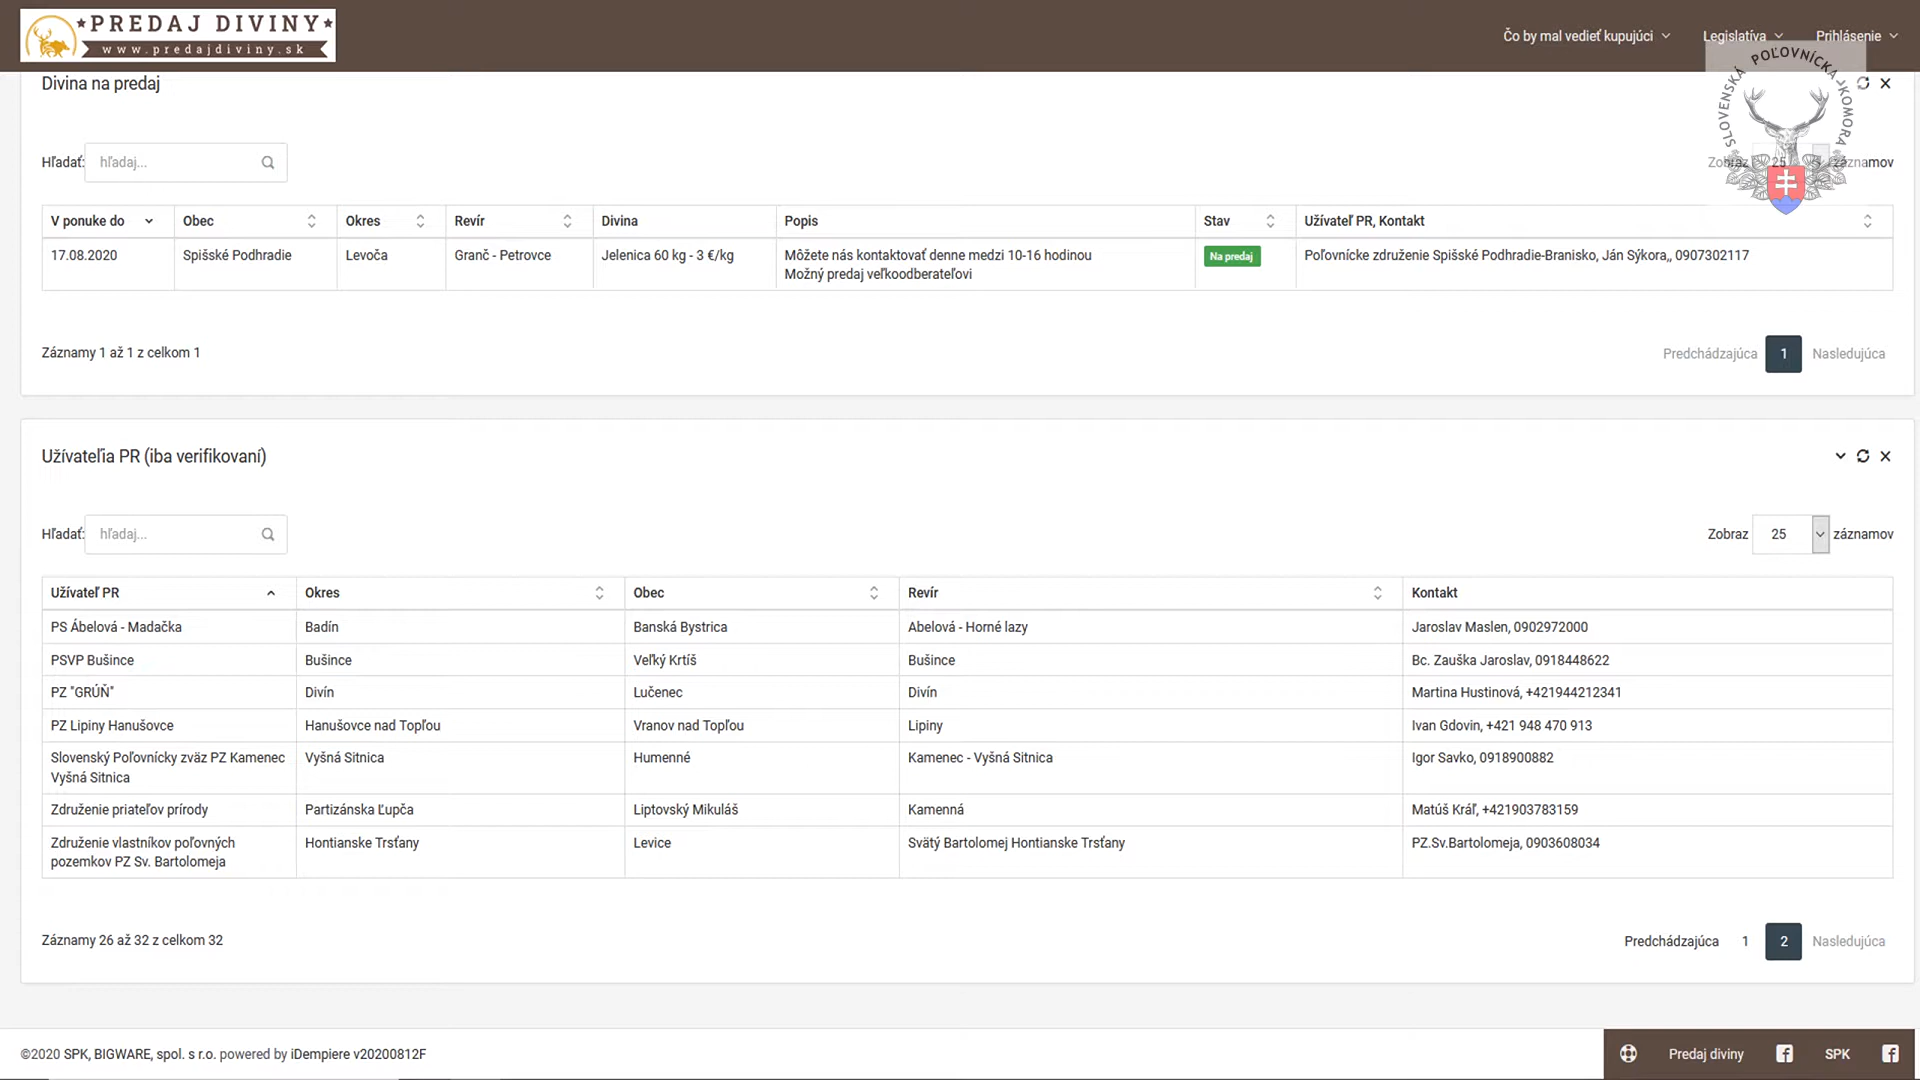 PREDAJ DIVINY
www.predajdiviny.sk
Čo by mal vedieť kupujúci
Legislatíva
Prihlásenie
SLOVENSKÁ POĽOVNÍCKA KOMORA
Divina na predaj
Hľadať: hľadaj...
Zobraz 25 záznamov
V ponuke do Obec Okres Revír Divina Popis Stav Užívateľ PR, Kontakt
17.08.2020 Spišské Podhradie Levoča Granč - Petrovce Jelenica 60 kg - 3 €/kg Môžete nás kontaktovať denne medzi 10-16 hodinou Na predaj Poľovnícke združenie Spišské Podhradie-Branisko, Ján Sýkora,, 0907302117
Možný predaj veľkoodberateľovi
Záznamy 1 až 1 z celkom 1
Predchádzajúca 1 Nasledujúca
Užívatelia PR (iba verifikovaní)
Hľadať: hľadaj...
Zobraz 25 záznamov
Užívateľ PR Okres Obec Revír Kontakt
PS Ábelová - Madačka Badín Banská Bystrica Abelová - Horné lazy Jaroslav Maslen, 0902972000
PSVP Bušince Bušince Veľký Krtíš Bušince Bc. Zauška Jaroslav, 0918448622
PZ "GRÚŇ" Divín Lučenec Divín Martina Hustinová, +421944212341
PZ Lipiny Hanušovce Hanušovce nad Topľou Vranov nad Topľou Lipiny Ivan Gdovin, +421 948 470 913
Slovenský Poľovnícky zväz PZ Kamenec Vyšná Sitnica Humenné Kamenec - Vyšná Sitnica Igor Savko, 0918900882
Vyšná Sitnica
Združenie priateľov prírody Partizánska Ľupča Liptovský Mikuláš Kamenná Matúš Kráľ, +421903783159
Združenie vlastníkov poľovných Hontianske Trsťany Levice Svätý Bartolomej Hontianske Trsťany PZ.Sv.Bartolomeja, 0903608034
pozemkov PZ Sv. Bartolomeja
Záznamy 26 až 32 z celkom 32
Predchádzajúca 1 2 Nasledujúca
©2020 SPK, BIGWARE, spol. s r.o. powered by iDempiere v20200812F
Predaj diviny
SPK